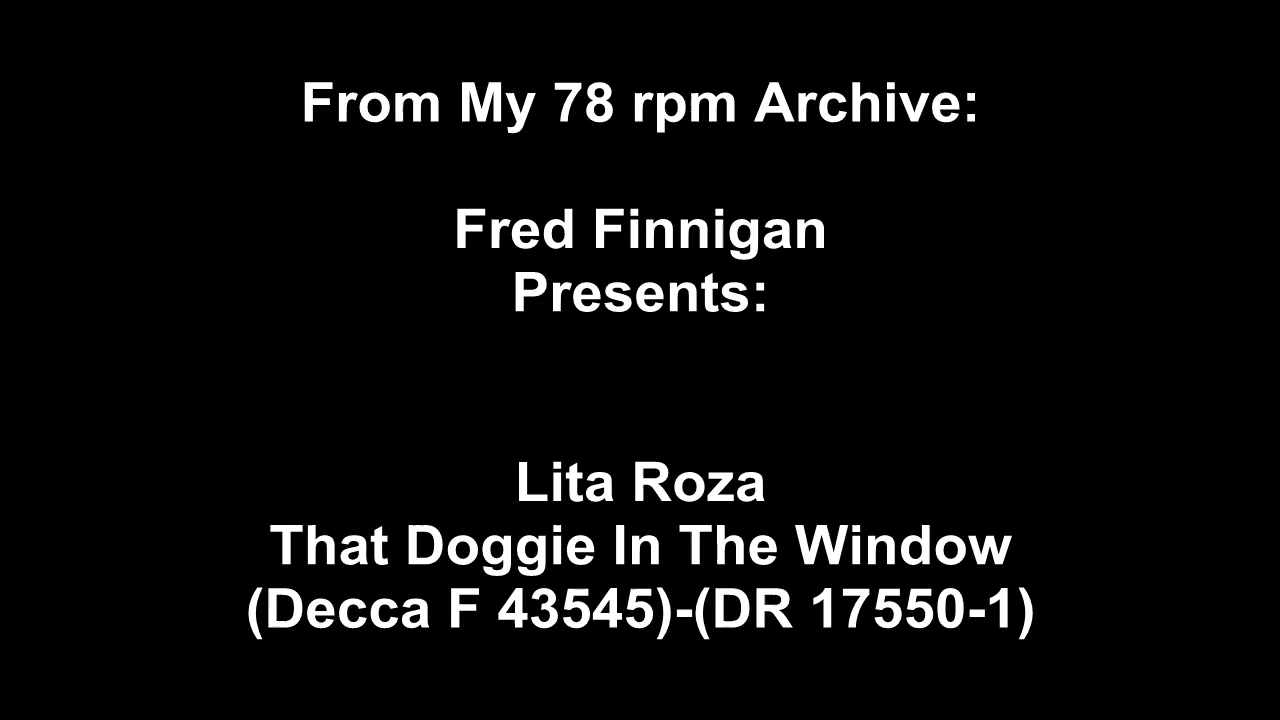 From My 78 rpm Archive:
Fred Finnigan
Presents:
Lita Roza
That Doggie In The Window
(Decca F 43545)-(DR 17550-1)